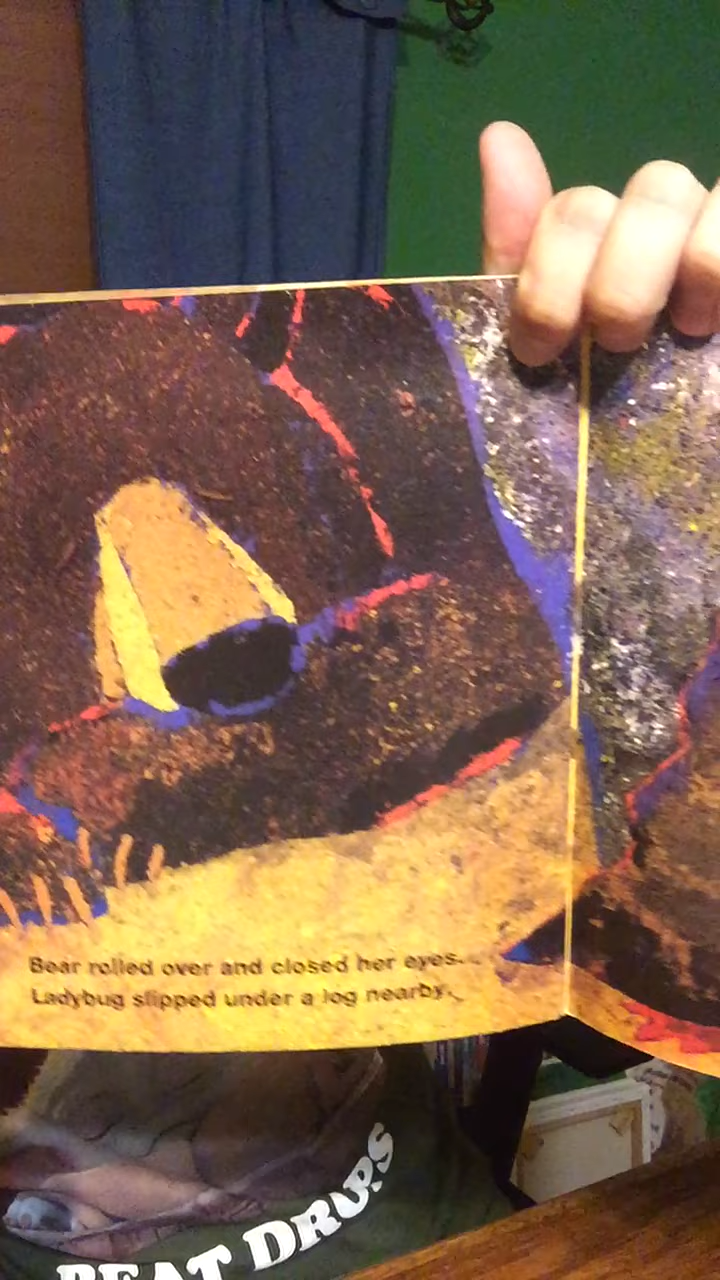 Bear rolled over and closed her eyes.
Ladybug slipped under a log nearby.
BEAT DROPS